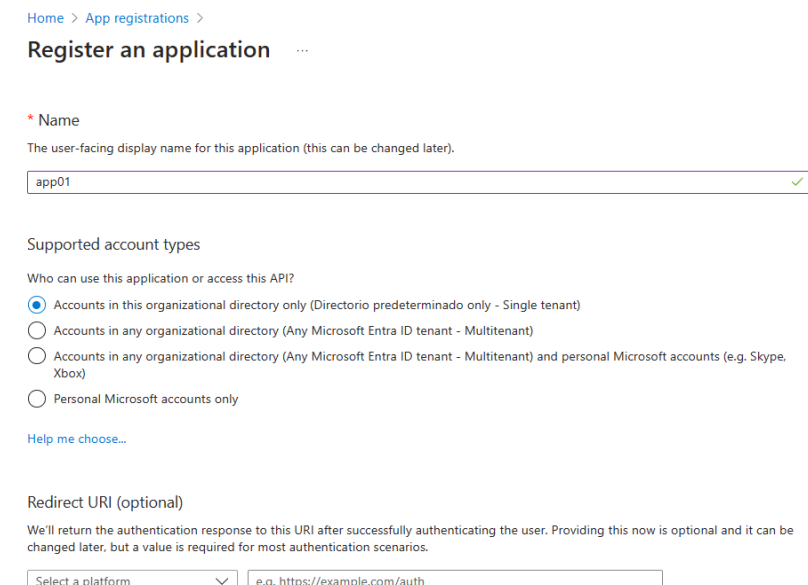 Home > App registrations >
Register an application ...
* Name
The user-facing display name for this application (this can be changed later).
app01
Supported account types
Who can use this application or access this API?
Accounts in this organizational directory only (Directorio predeterminado only - Single tenant)
Accounts in any organizational directory (Any Microsoft Entra ID tenant - Multitenant)
Accounts in any organizational directory (Any Microsoft Entra ID tenant - Multitenant) and personal Microsoft accounts (e.g. Skype,
Xbox)
Personal Microsoft accounts only
Help me choose...
Redirect URI (optional)
We'll return the authentication response to this URI after successfully authenticating the user. Providing this now is optional and it can be
changed later, but a value is required for most authentication scenarios.
Select a platform e.g. https://example.com/auth